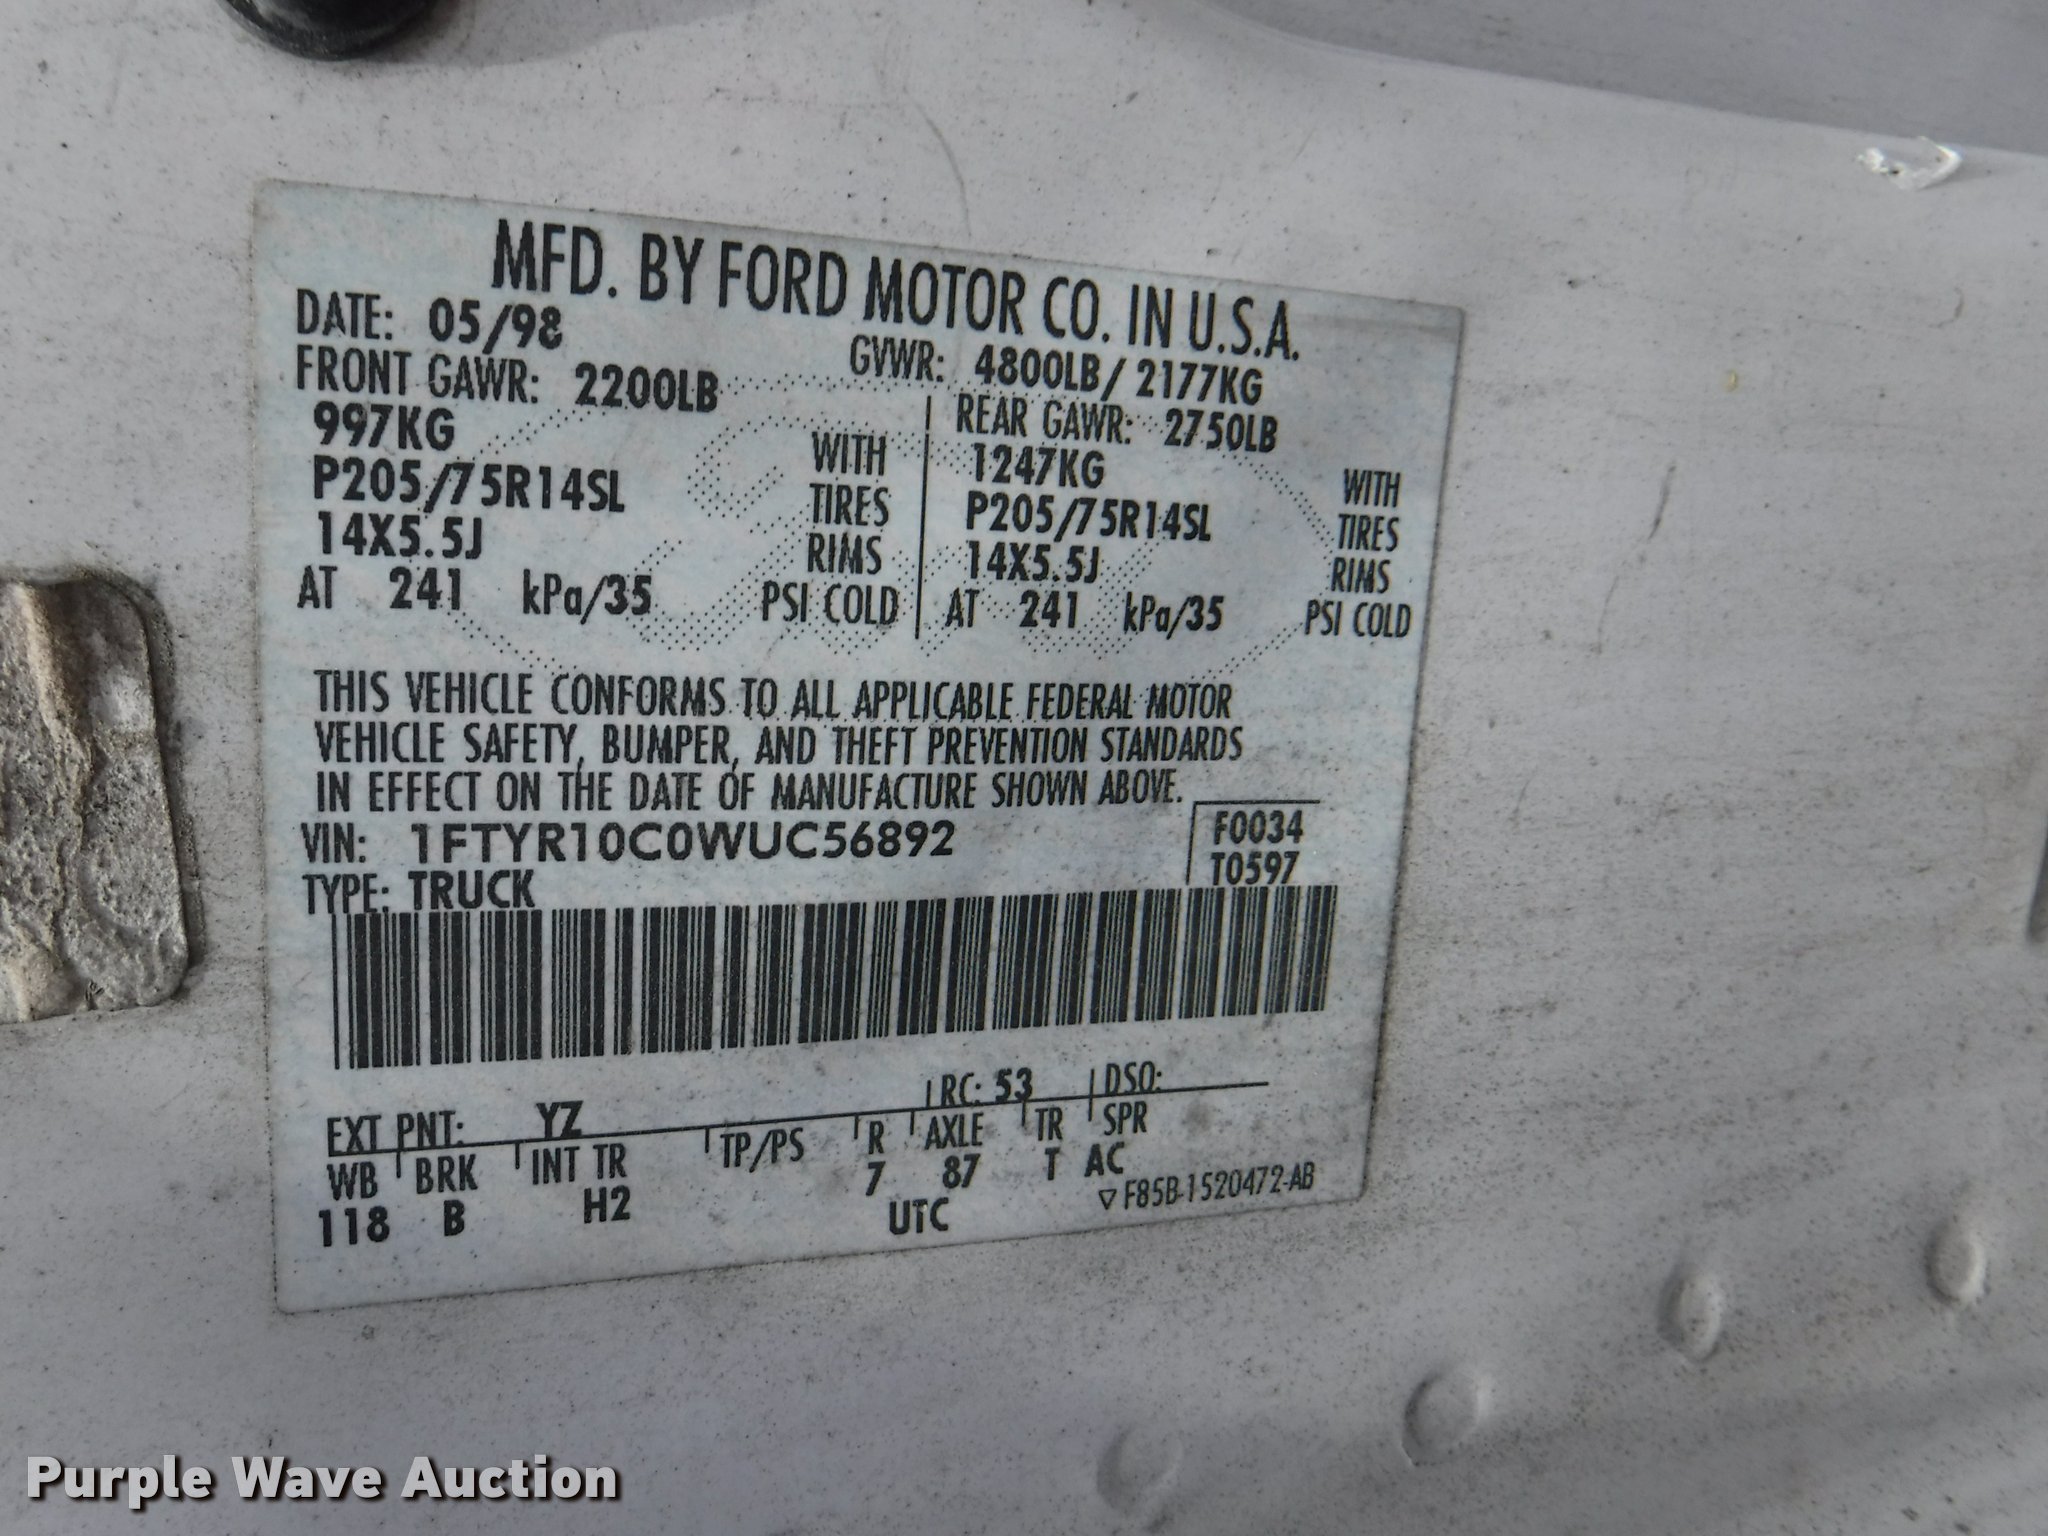 MFD. BY FORD MOTOR CO. IN U.S.A.
DATE: 05/98
GVWR: 4800LB/ 2177KG
FRONT GAWR: 2200LB
997KG
P205/75R14SL
14X5.5J
AT 241 kPa/35
WITH
TIRES
RIMS
PSI COLD
REAR GAWR: 2750LB
1247KG
P205/75R14SL
14X5.5J
AT 241 kPa/35
WITH
TIRES
RIMS
PSI COLD
THIS VEHICLE CONFORMS TO ALL APPLICABLE FEDERAL MOTOR
VEHICLE SAFETY, BUMPER, AND THEFT PREVENTION STANDARDS
IN EFFECT ON THE DATE OF MANUFACTURE SHOWN ABOVE.
VIN: 1FTYR10C0WUC56892
F0034
T0597
TYPE: TRUCK
EXT PNT: YZ
RC: 53 DSO:
WB BRK INT TR TP/PS R AXLE TR SPR
118 B H2 7 87 T AC
UTC
▽ F85B-1520472-AB
Purple Wave Auction